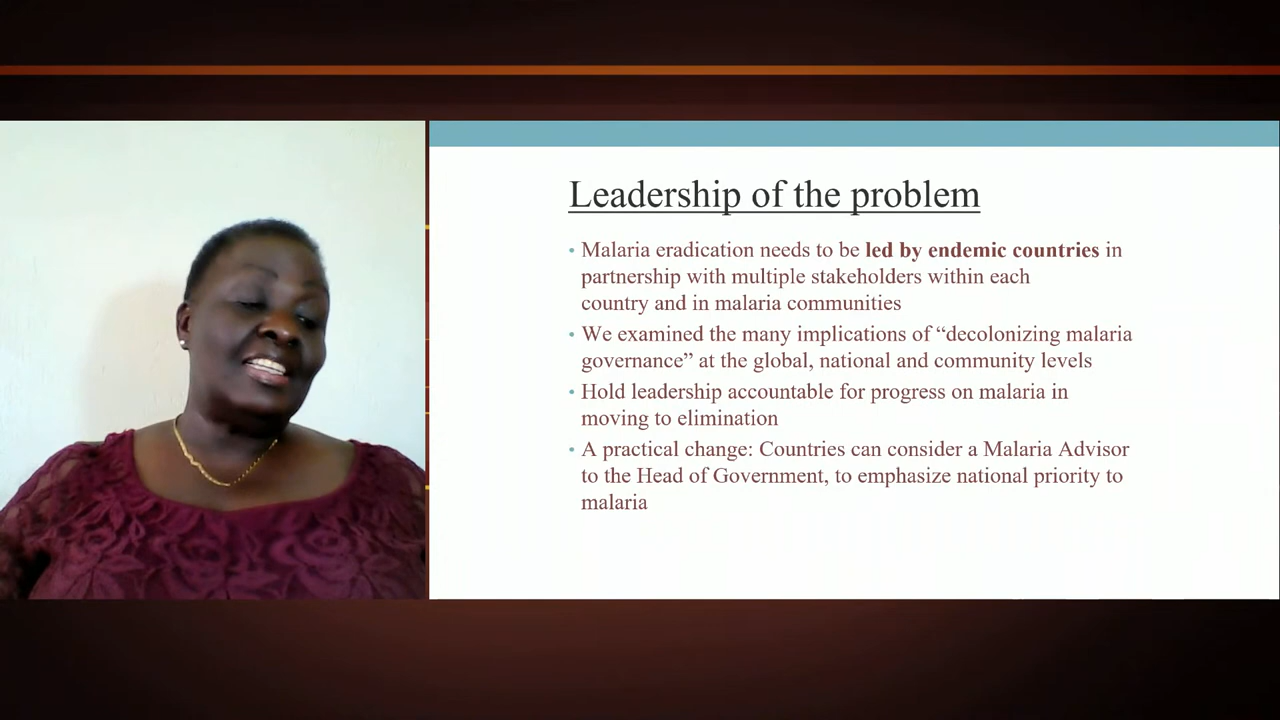 Leadership of the problem
• Malaria eradication needs to be led by endemic countries in
partnership with multiple stakeholders within each
country and in malaria communities
• We examined the many implications of “decolonizing malaria
governance” at the global, national and community levels
• Hold leadership accountable for progress on malaria in
moving to elimination
• A practical change: Countries can consider a Malaria Advisor
to the Head of Government, to emphasize national priority to
malaria